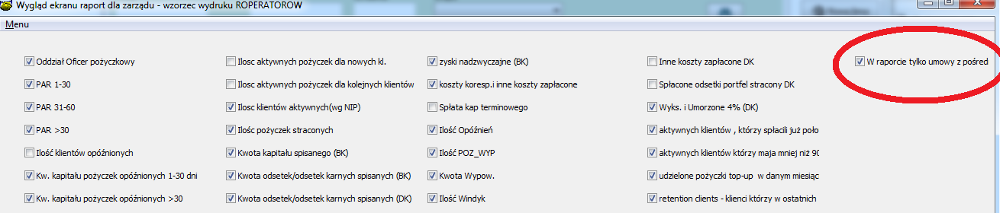 Wygląd ekranu raport dla zarządu - wzorzec wydruku ROPERATOROW
Menu
Oddział Oficer pożyczkowy
PAR 1-30
PAR 31-60
PAR >30
Ilość klientów opóźnionych
Kw. kapitału pożyczek opóźnionych 1-30 dni
Kw. kapitału pożyczek opóźnionych >30
Ilosc aktywnych pożyczek dla nowych kl.
Ilosc aktywnych pożyczek dla kolejnych klientów
Ilosc klientów aktywnych(wg NIP)
Ilośc pożyczek straconych
Kwota kapitału spisanego (BK)
Kwota odsetek/odsetek karnych spisanych (BK)
Kwota odsetek/odsetek karnych spisanych (DK)
zyski nadzwyczajne (BK)
koszty koresp.i inne koszty zapłacone
Spłata kap terminowego
Ilość Opóźnień
Ilość POZ_WYP
Kwota Wypow.
Ilość Windyk
Inne koszty zapłacone DK
Spłacone odsetki portfel stracony DK
Wyks. i Umorzone 4% (DK)
aktywnych klientów , którzy spłacili już poło
aktywnych klientów którzy maja mniej niż 90
udzielone pożyczki top-up w danym miesiąc
retention clients - klienci którzy w ostatnich
W raporcie tylko umowy z pośred